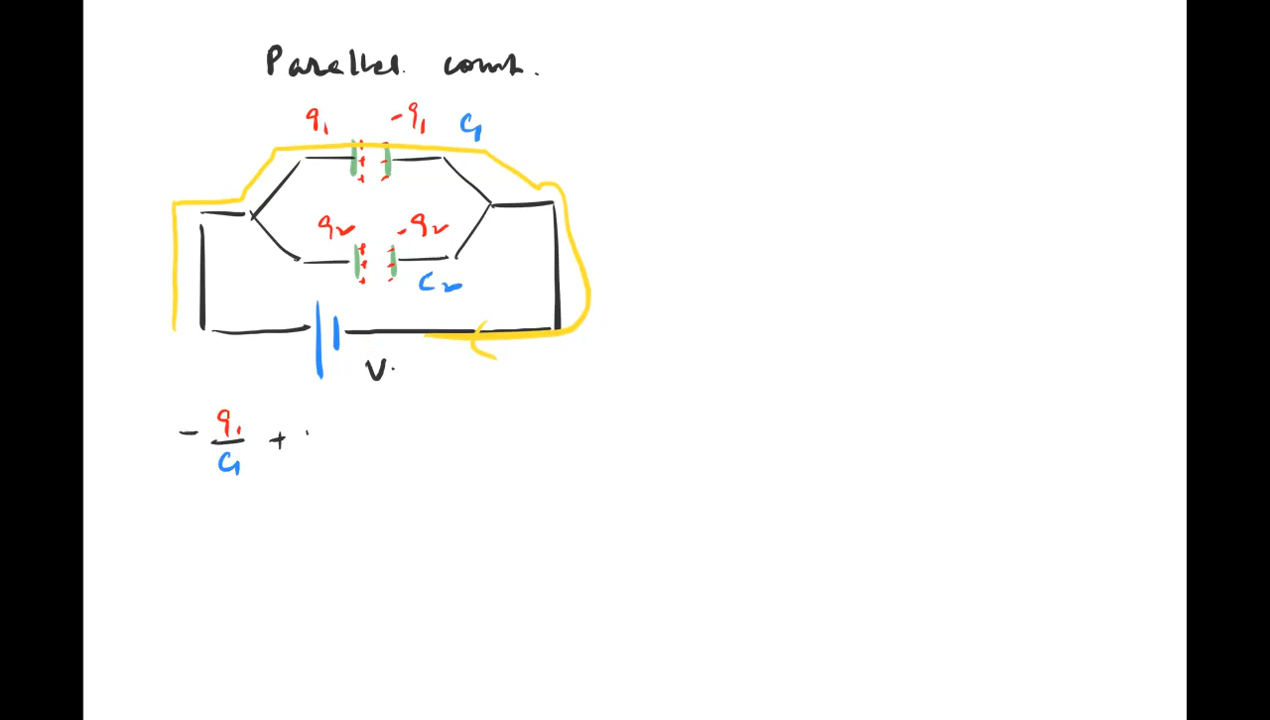 Parallel comb.
q₁ -q₁ C₁
q₂ -q₂
C₂
V.
- q₁/C₁ +